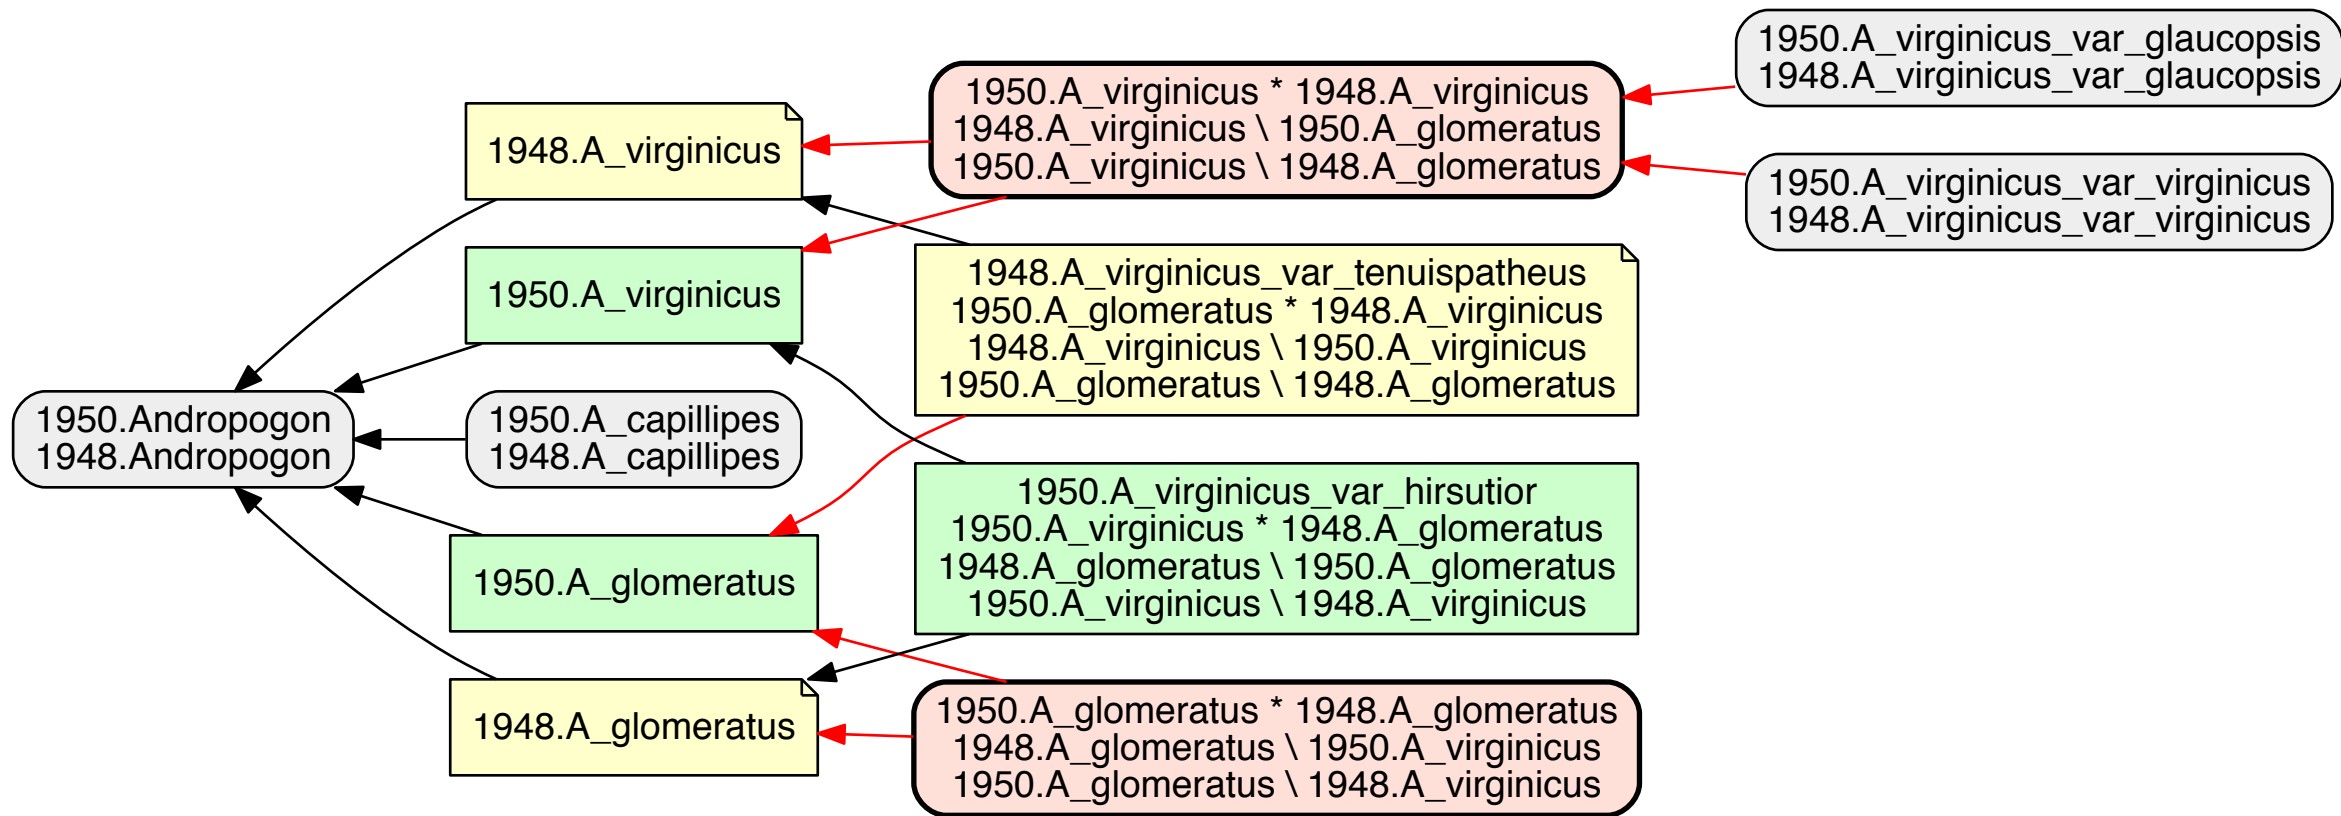 1950.A_virginicus_var_glaucopsis
1948.A_virginicus_var_glaucopsis
1950.A_virginicus * 1948.A_virginicus
1948.A_virginicus \ 1950.A_glomeratus
1950.A_virginicus \ 1948.A_glomeratus
1948.A_virginicus
1950.A_virginicus_var_virginicus
1948.A_virginicus_var_virginicus
1950.A_virginicus
1948.A_virginicus_var_tenuispatheus
1950.A_glomeratus * 1948.A_virginicus
1948.A_virginicus \ 1950.A_virginicus
1950.A_glomeratus \ 1948.A_glomeratus
1950.Andropogon
1948.Andropogon
1950.A_capillipes
1948.A_capillipes
1950.A_virginicus_var_hirsutior
1950.A_virginicus * 1948.A_glomeratus
1948.A_glomeratus \ 1950.A_glomeratus
1950.A_virginicus \ 1948.A_virginicus
1950.A_glomeratus
1948.A_glomeratus
1950.A_glomeratus * 1948.A_glomeratus
1948.A_glomeratus \ 1950.A_virginicus
1950.A_glomeratus \ 1948.A_virginicus